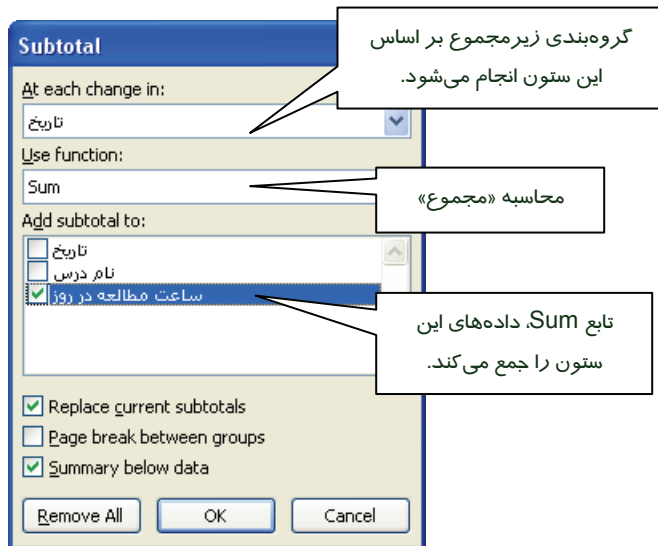 Subtotal
گروه‌بندی زیرمجموع بر اساس
این ستون انجام می‌شود.
At each change in:
تاریخ
Use function:
Sum
محاسبه «مجموع»
Add subtotal to:
تاریخ
نام درس
ساعت مطالعه در روز
تابع Sum، داده‌های این
ستون را جمع می‌کند.
Replace current subtotals
Page break between groups
Summary below data
Remove All
OK
Cancel